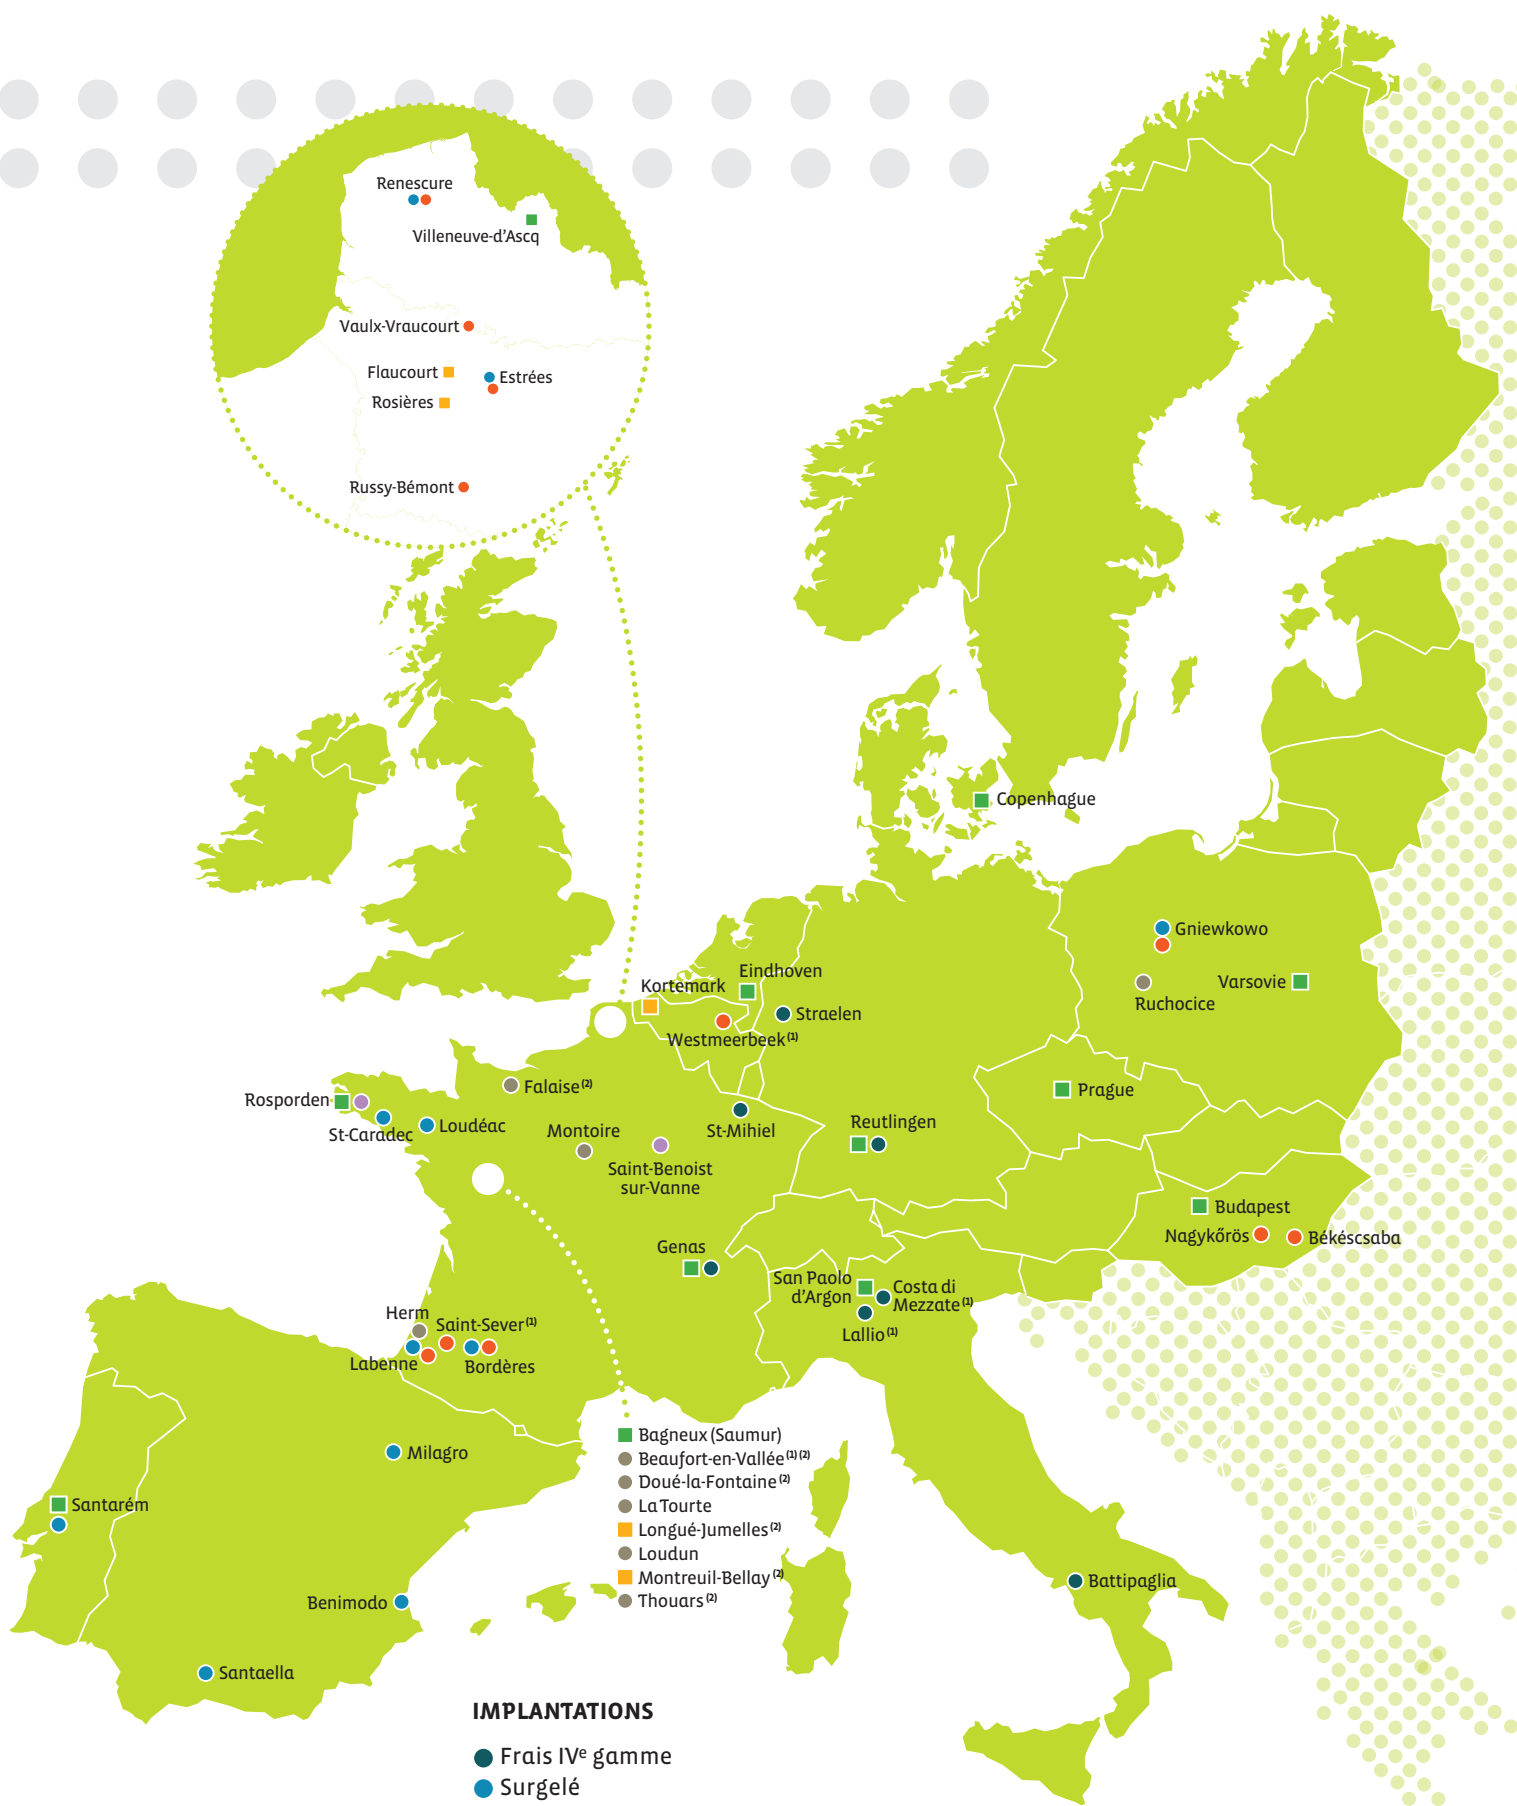 Renescure
Villeneuve-d'Ascq
Vaulx-Vraucourt
Flaucourt
Estrées
Rosières
Russy-Bémont
Copenhague
Gniewkowo
Eindhoven
Kortemark
Varsovie
Ruchocice
Straelen
Westmeerbeek (1)
Falaise (2)
Prague
Rosporden
Loudéac
St-Caradec
Montoire
St-Mihiel
Reutlingen
Saint-Benoist
sur-Vanne
Budapest
Nagykőrös
Békéscsaba
Genas
San Paolo
d'Argon
Costa di
Mezzate (1)
Lallio (1)
Herm
Saint-Sever (1)
Labenne
Bordères
Milagro
Santarém
Benimodo
Santaella
Bagneux (Saumur)
Beaufort-en-Vallée (1) (2)
Doué-la-Fontaine (2)
La Tourte
Longué-Jumelles (2)
Loudun
Montreuil-Bellay (2)
Thouars (2)
Battipaglia
IMPLANTATIONS
Frais IVe gamme
Surgelé